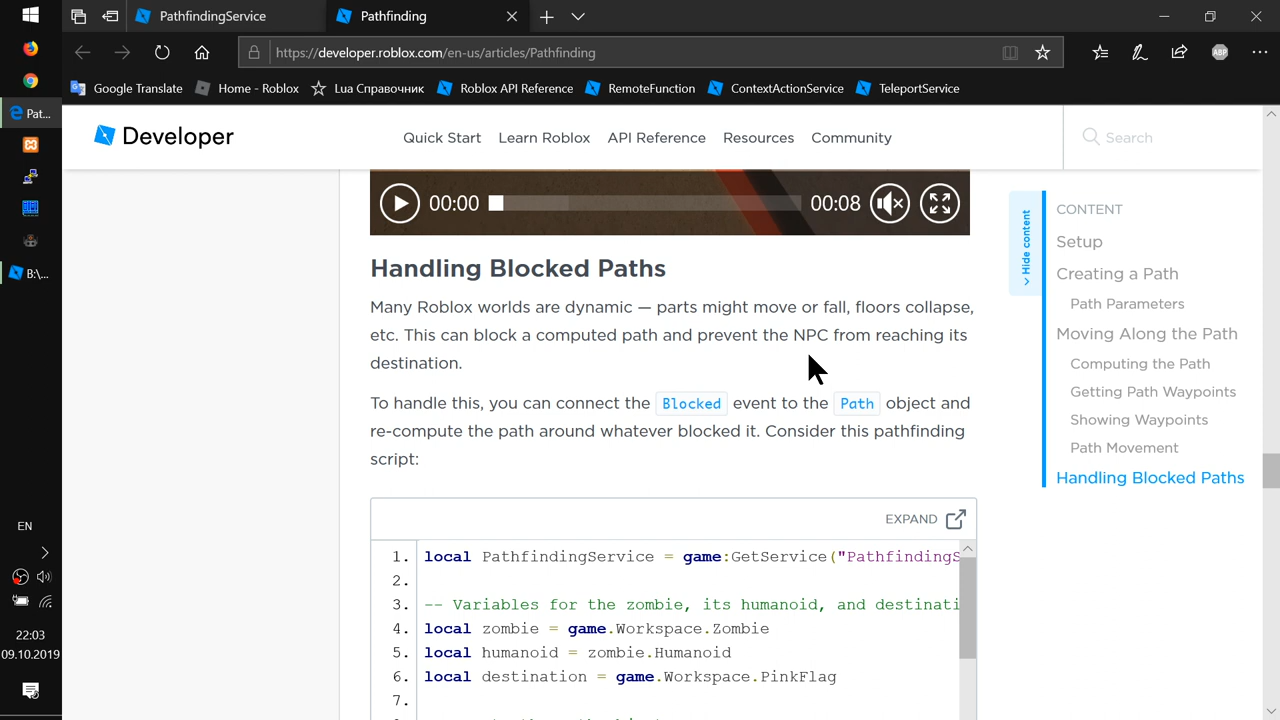 PathfindingService
Pathfinding
https://developer.roblox.com/en-us/articles/Pathfinding
ABP
Google Translate
Home - Roblox
Lua Справочник
Roblox API Reference
RemoteFunction
ContextActionService
TeleportService
Pat...
B:\...
EN
22:03
09.10.2019
Developer
Quick Start
Learn Roblox
API Reference
Resources
Community
Search
00:00
00:08
Handling Blocked Paths
Many Roblox worlds are dynamic — parts might move or fall, floors collapse,
etc. This can block a computed path and prevent the NPC from reaching its
destination.
To handle this, you can connect the Blocked event to the Path object and
re-compute the path around whatever blocked it. Consider this pathfinding
script:
EXPAND
1. local PathfindingService = game:GetService("PathfindingS
2.
3. -- Variables for the zombie, its humanoid, and destinati
4. local zombie = game.Workspace.Zombie
5. local humanoid = zombie.Humanoid
6. local destination = game.Workspace.PinkFlag
7.
Hide content
CONTENT
Setup
Creating a Path
Path Parameters
Moving Along the Path
Computing the Path
Getting Path Waypoints
Showing Waypoints
Path Movement
Handling Blocked Paths